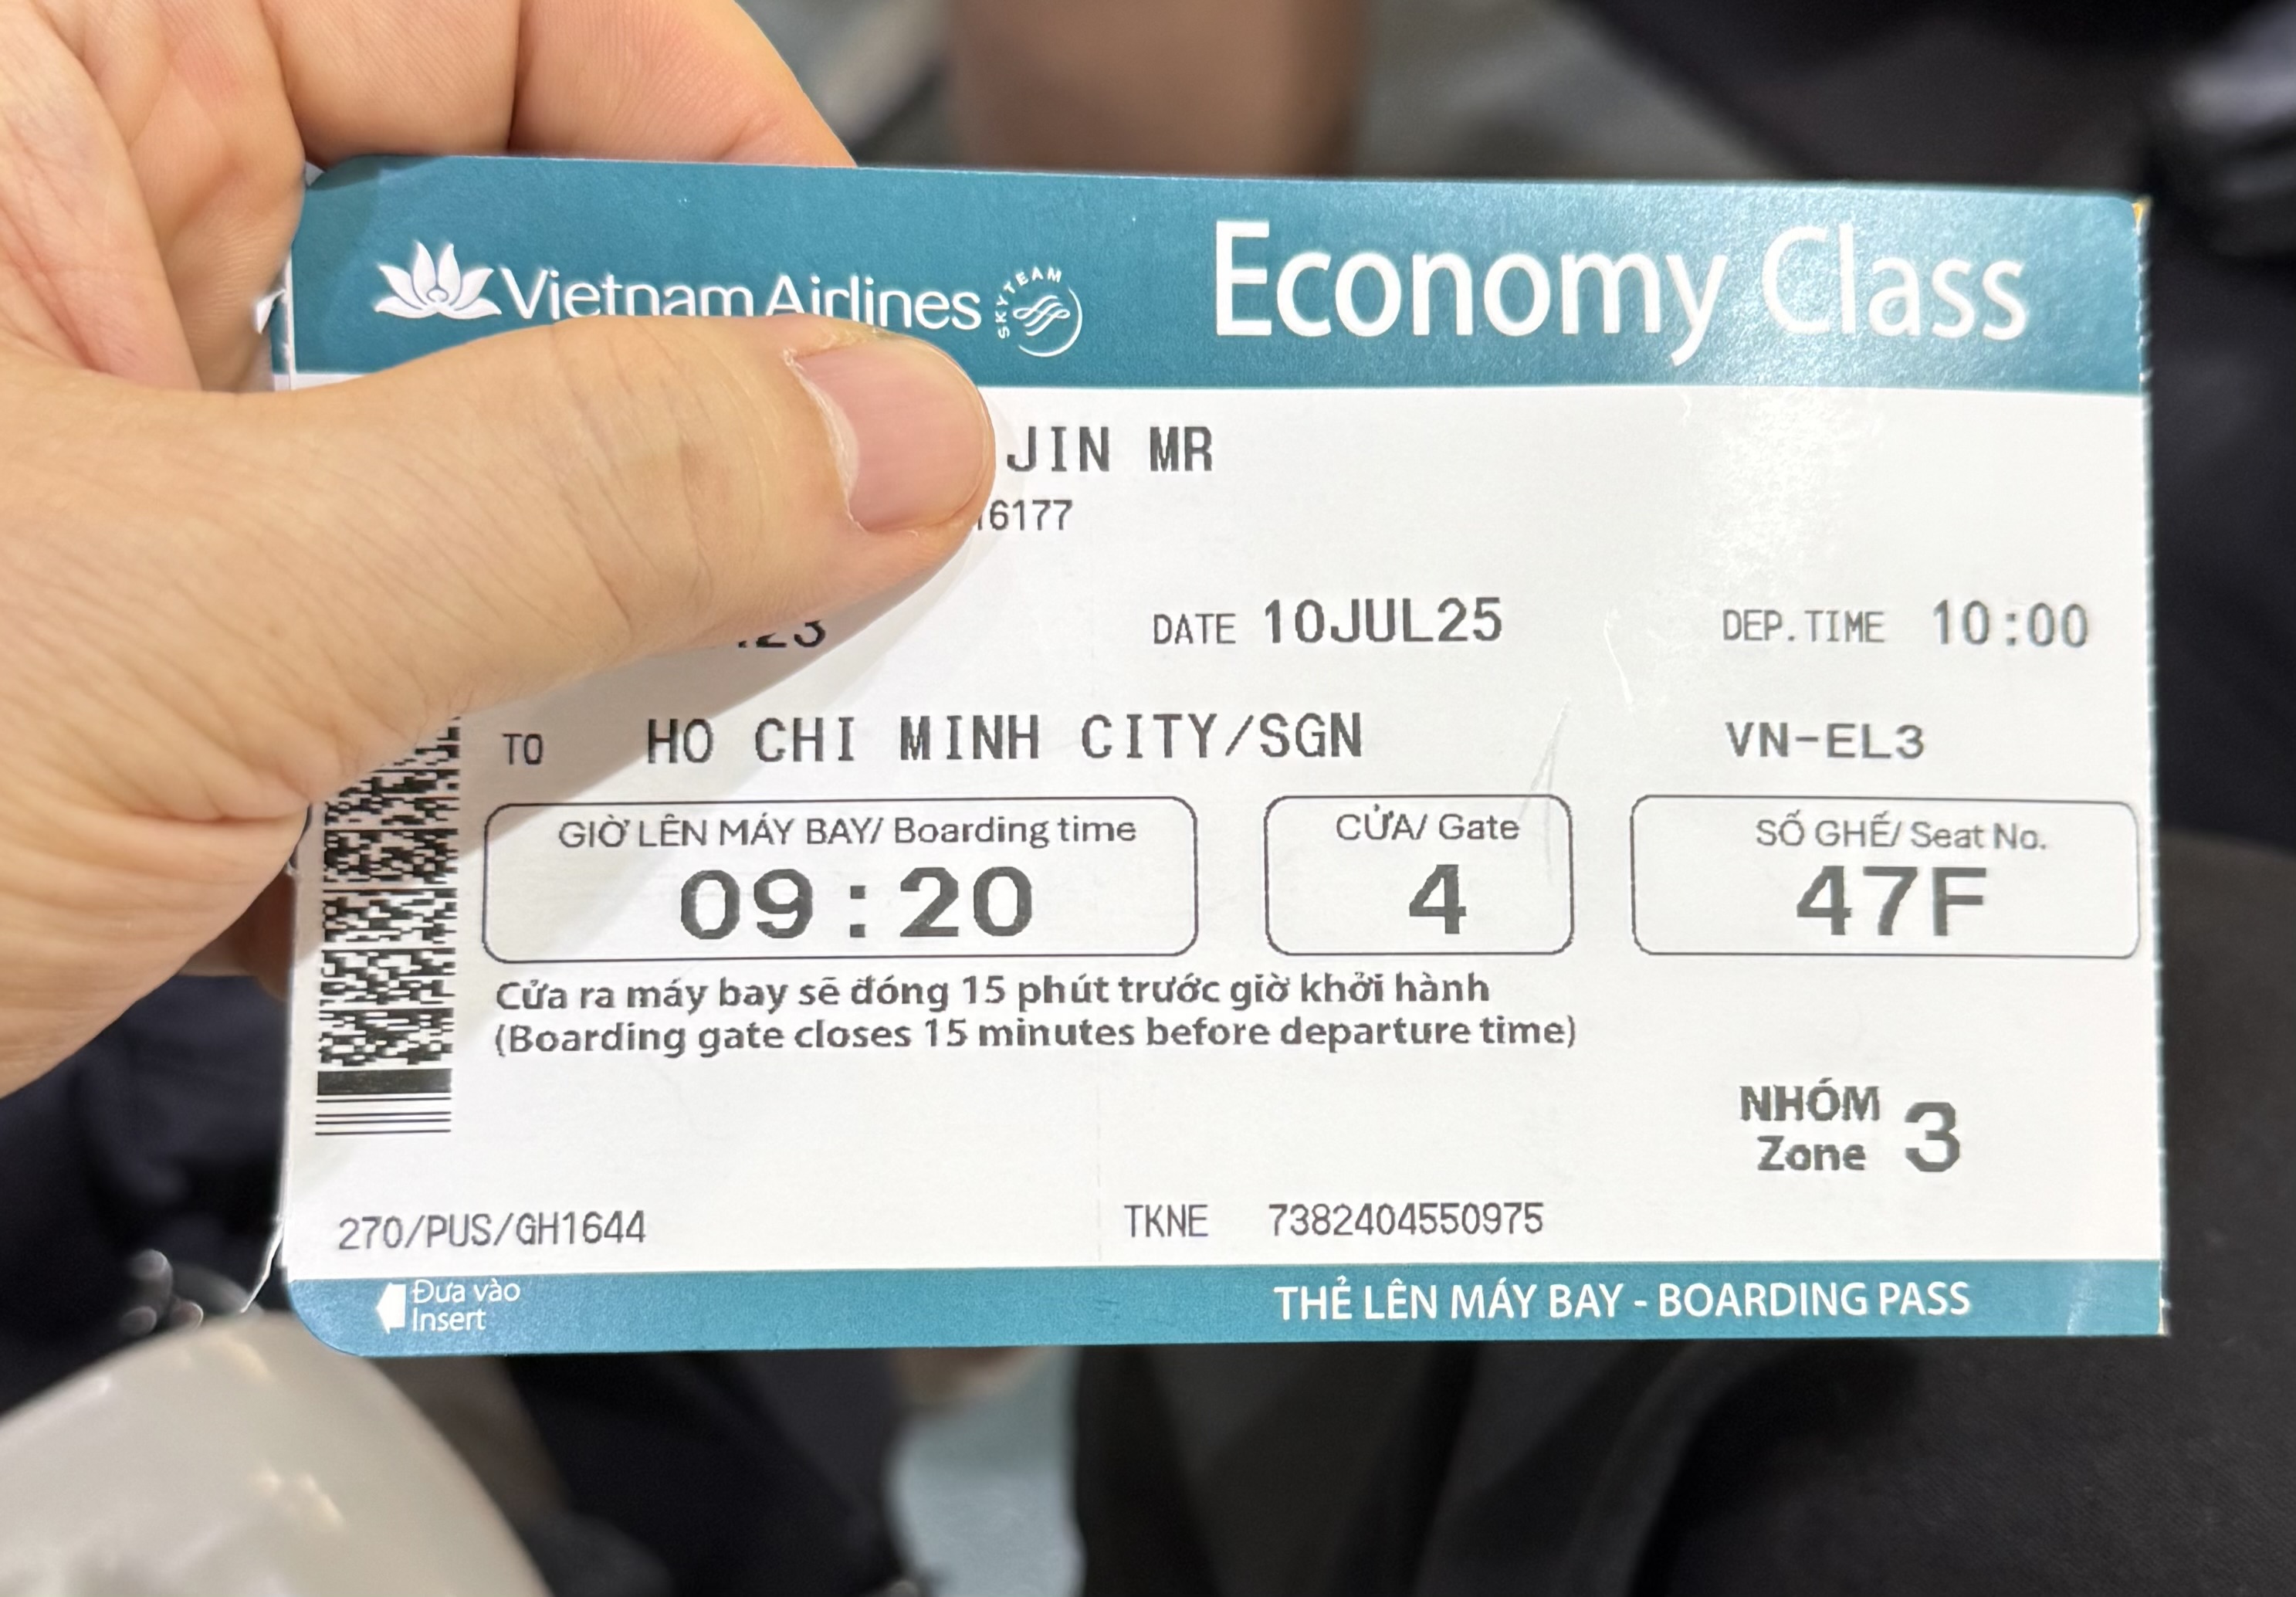 Vietnam Airlines SKYTEAM Economy Class
JIN MR
6177
23 DATE 10JUL25 DEP.TIME 10:00
TO HO CHI MINH CITY/SGN VN-EL3
GIỜ LÊN MÁY BAY/ Boarding time CỬA/ Gate SỐ GHẾ/ Seat No.
09:20 4 47F
Cửa ra máy bay sẽ đóng 15 phút trước giờ khởi hành
(Boarding gate closes 15 minutes before departure time)
NHÓM
Zone 3
270/PUS/GH1644 TKNE 7382404550975
Đưa vào
Insert
THẺ LÊN MÁY BAY - BOARDING PASS